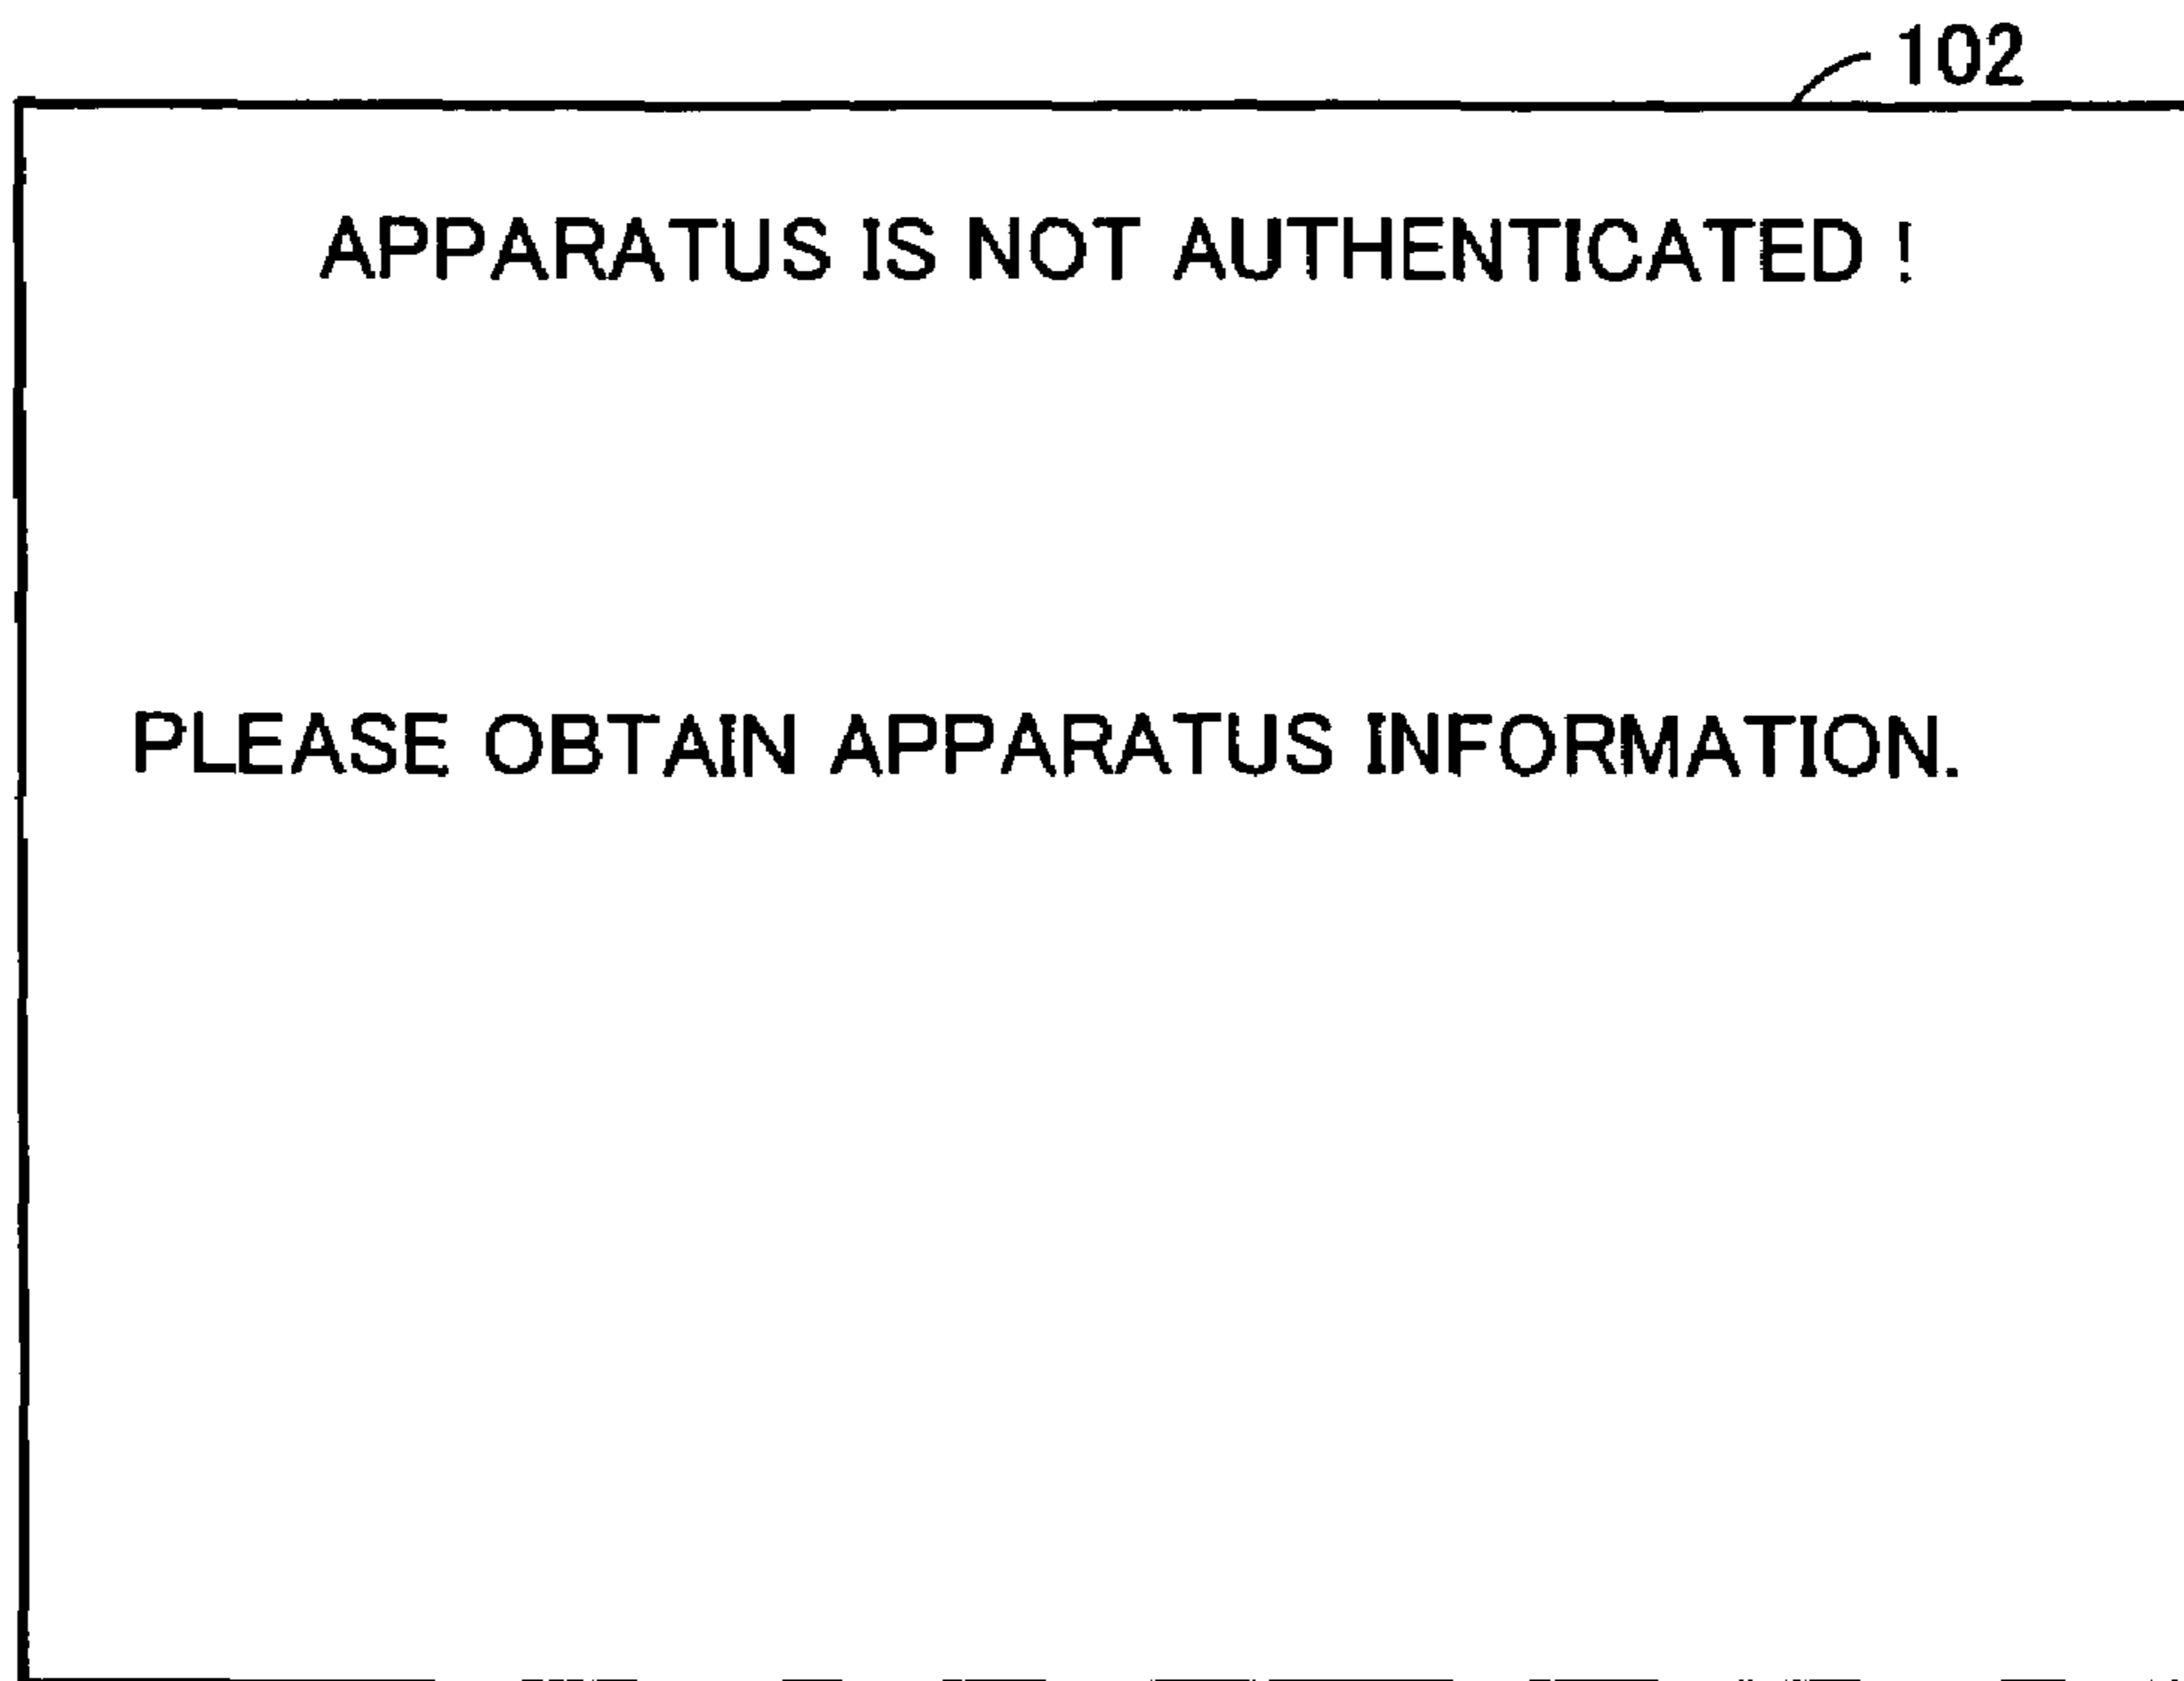 102
APPARATUS IS NOT AUTHENTICATED !
PLEASE OBTAIN APPARATUS INFORMATION.